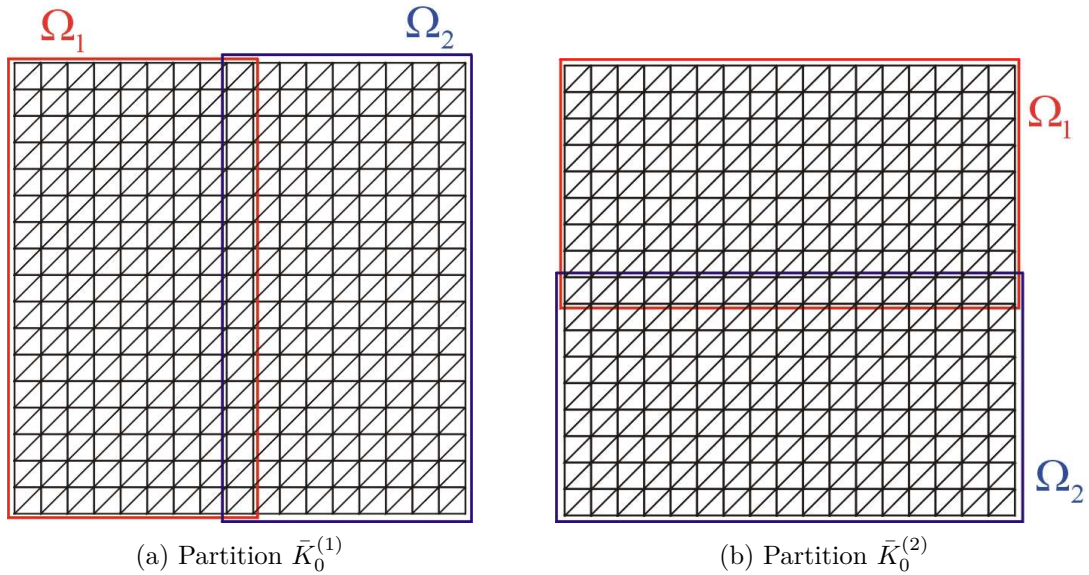 Ω₁
Ω₂
Ω₁
Ω₂
(a) Partition K̄₀⁽¹⁾
(b) Partition K̄₀⁽²⁾